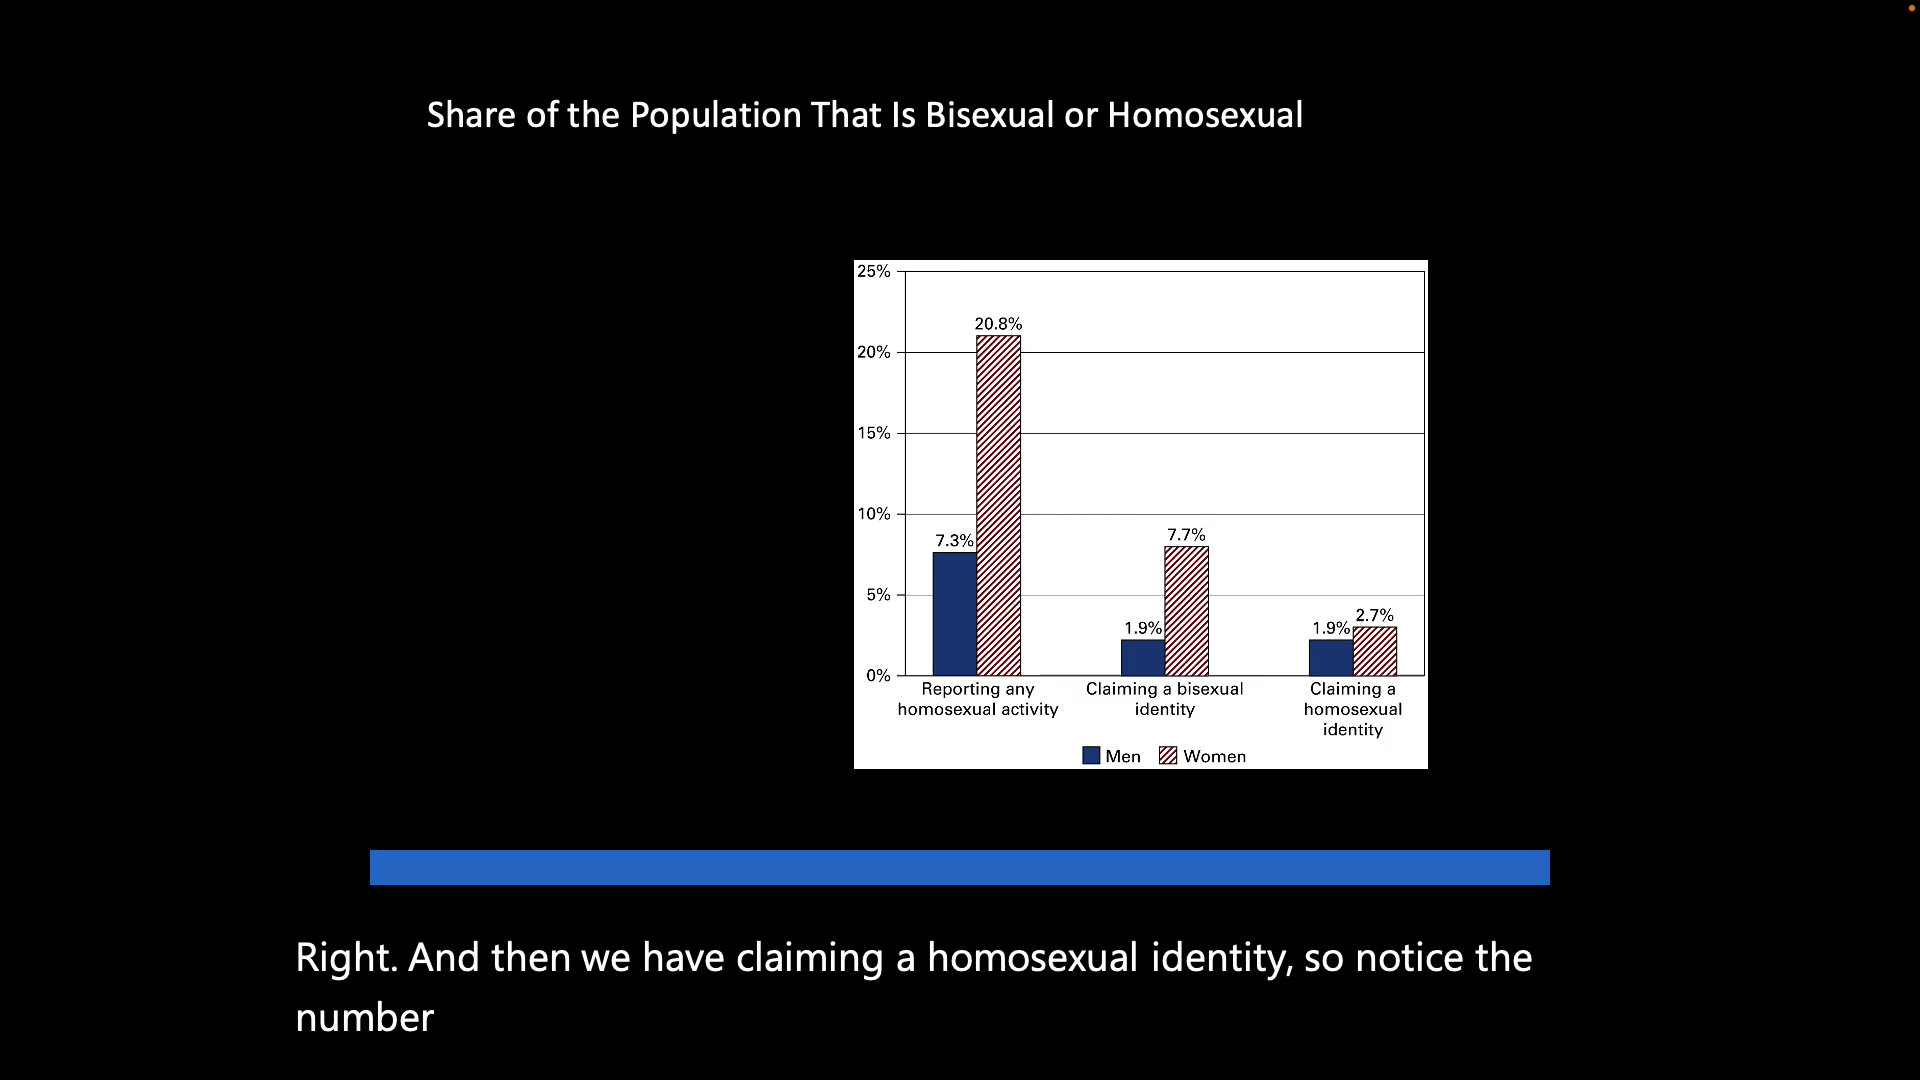 Share of the Population That Is Bisexual or Homosexual
25%
20.8%
20%
15%
10%
7.3%
7.7%
5%
1.9%
1.9%
2.7%
0%
Reporting any
homosexual activity
Claiming a bisexual
identity
Claiming a
homosexual
identity
Men
Women
Right. And then we have claiming a homosexual identity, so notice the
number